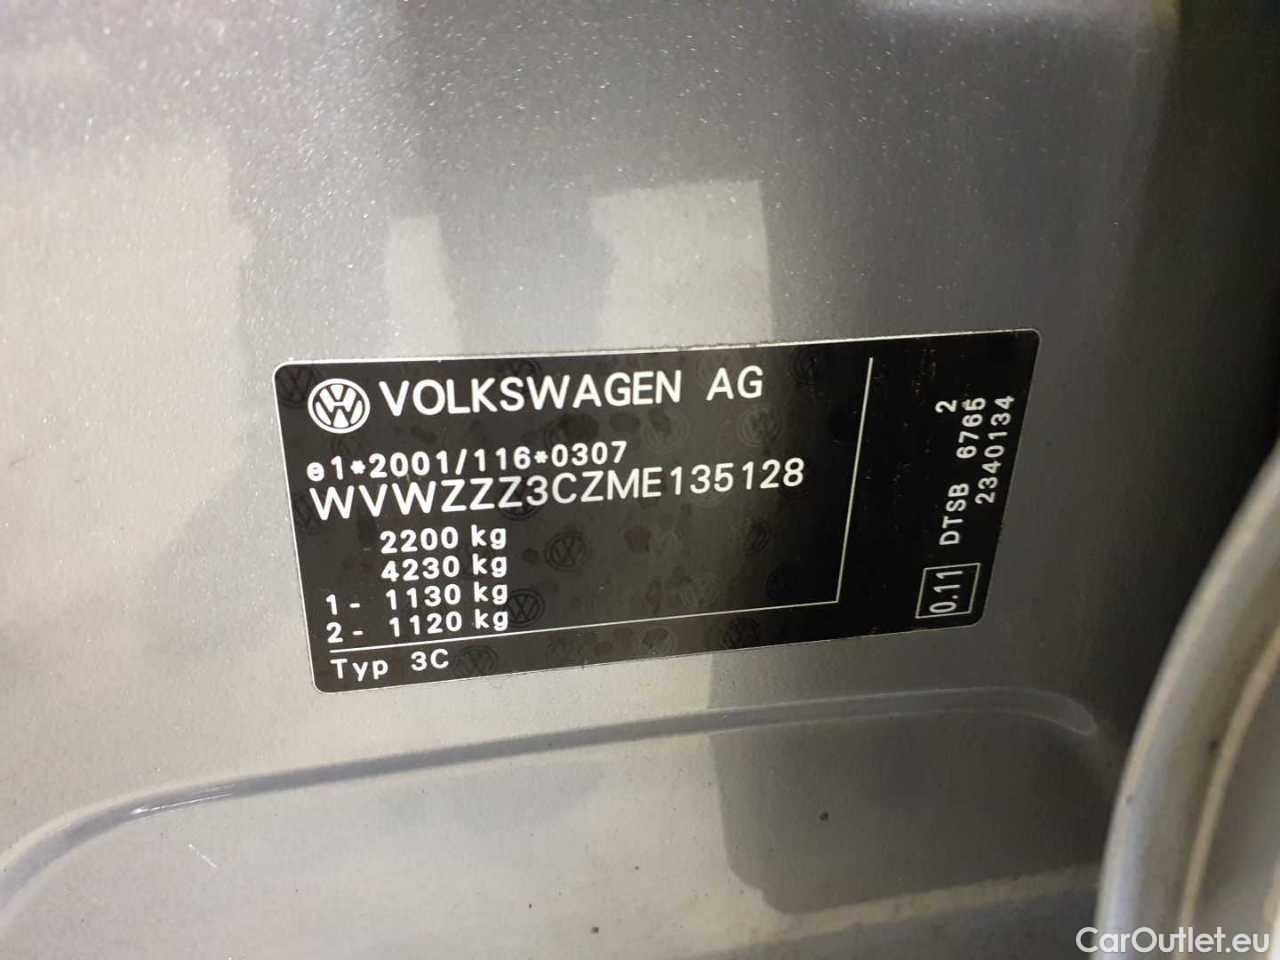 VOLKSWAGEN AG
e1*2001/116*0307
WVWZZZ3CZME135128
2200 kg
4230 kg
1- 1130 kg
2- 1120 kg
Typ 3C
0.11 DTSB 6765 2
2340134
CarOutlet.eu